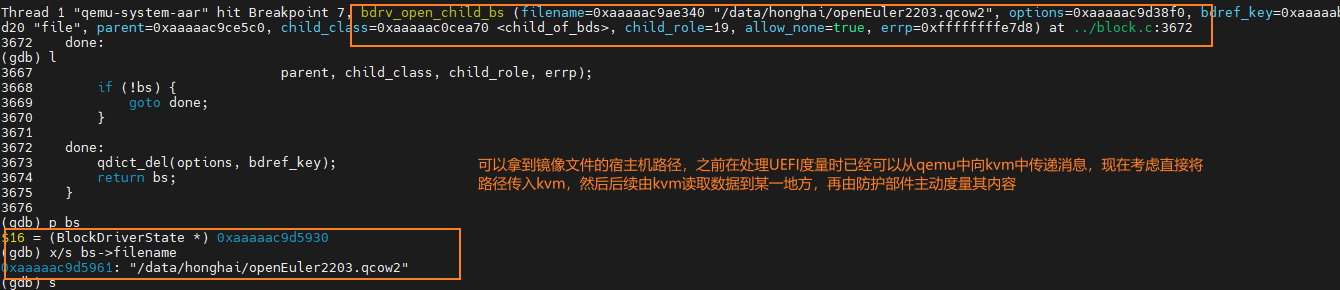 Thread 1 "qemu-system-aar" hit Breakpoint 7, bdrv_open_child_bs (filename=0xaaaaac9ae340 "/data/honghai/openEuler2203.qcow2", options=0xaaaaac9d38f0, bdref_key=0xaaaaab
d20 "file", parent=0xaaaaac9ce5c0, child_class=0xaaaaac0cea70 <child_of_bds>, child_role=19, allow_none=true, errp=0xffffffffe7d8) at ../block.c:3672
3672 done:
(gdb) l
3667 parent, child_class, child_role, errp);
3668 if (!bs) {
3669 goto done;
3670 }
3671
3672 done:
3673 qdict_del(options, bdref_key);
3674 return bs;
3675 }
3676
可以拿到镜像文件的宿主机路径，之前在处理UEFI度量时已经可以从qemu中向kvm中传递消息，现在考虑直接将
路径传入kvm，然后后续由kvm读取数据到某一地方，再由防护部件主动度量其内容
(gdb) p bs
$16 = (BlockDriverState *) 0xaaaaac9d5930
(gdb) x/s bs->filename
0xaaaaac9d5961: "/data/honghai/openEuler2203.qcow2"
(gdb) s